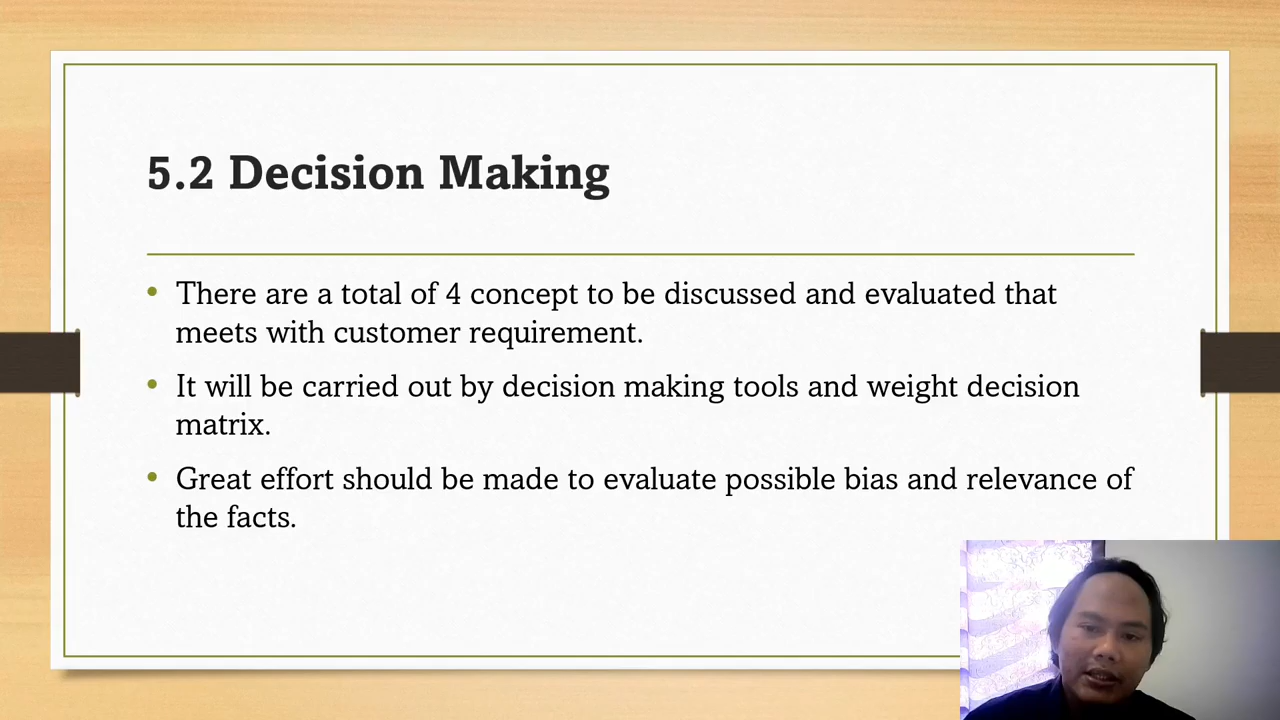 5.2 Decision Making
• There are a total of 4 concept to be discussed and evaluated that
meets with customer requirement.
• It will be carried out by decision making tools and weight decision
matrix.
• Great effort should be made to evaluate possible bias and relevance of
the facts.